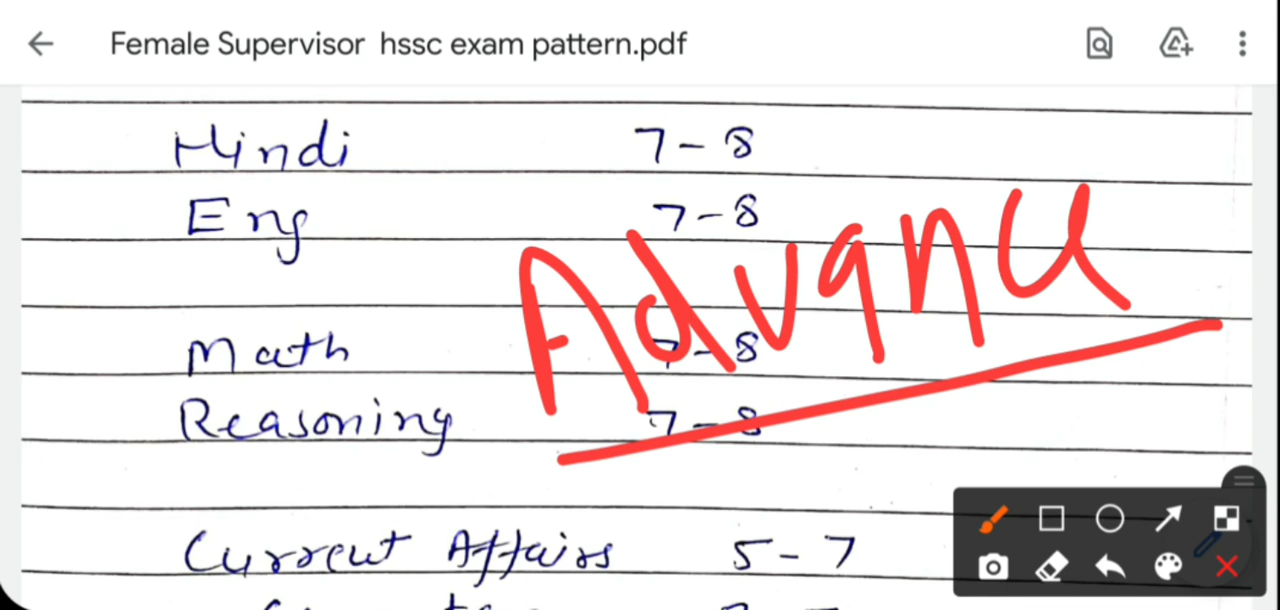 Female Supervisor hssc exam pattern.pdf
Hindi 7-8
Eng 7-8
Advance
Math 7-8
Reasoning 7-8
Current Affairs 5-7